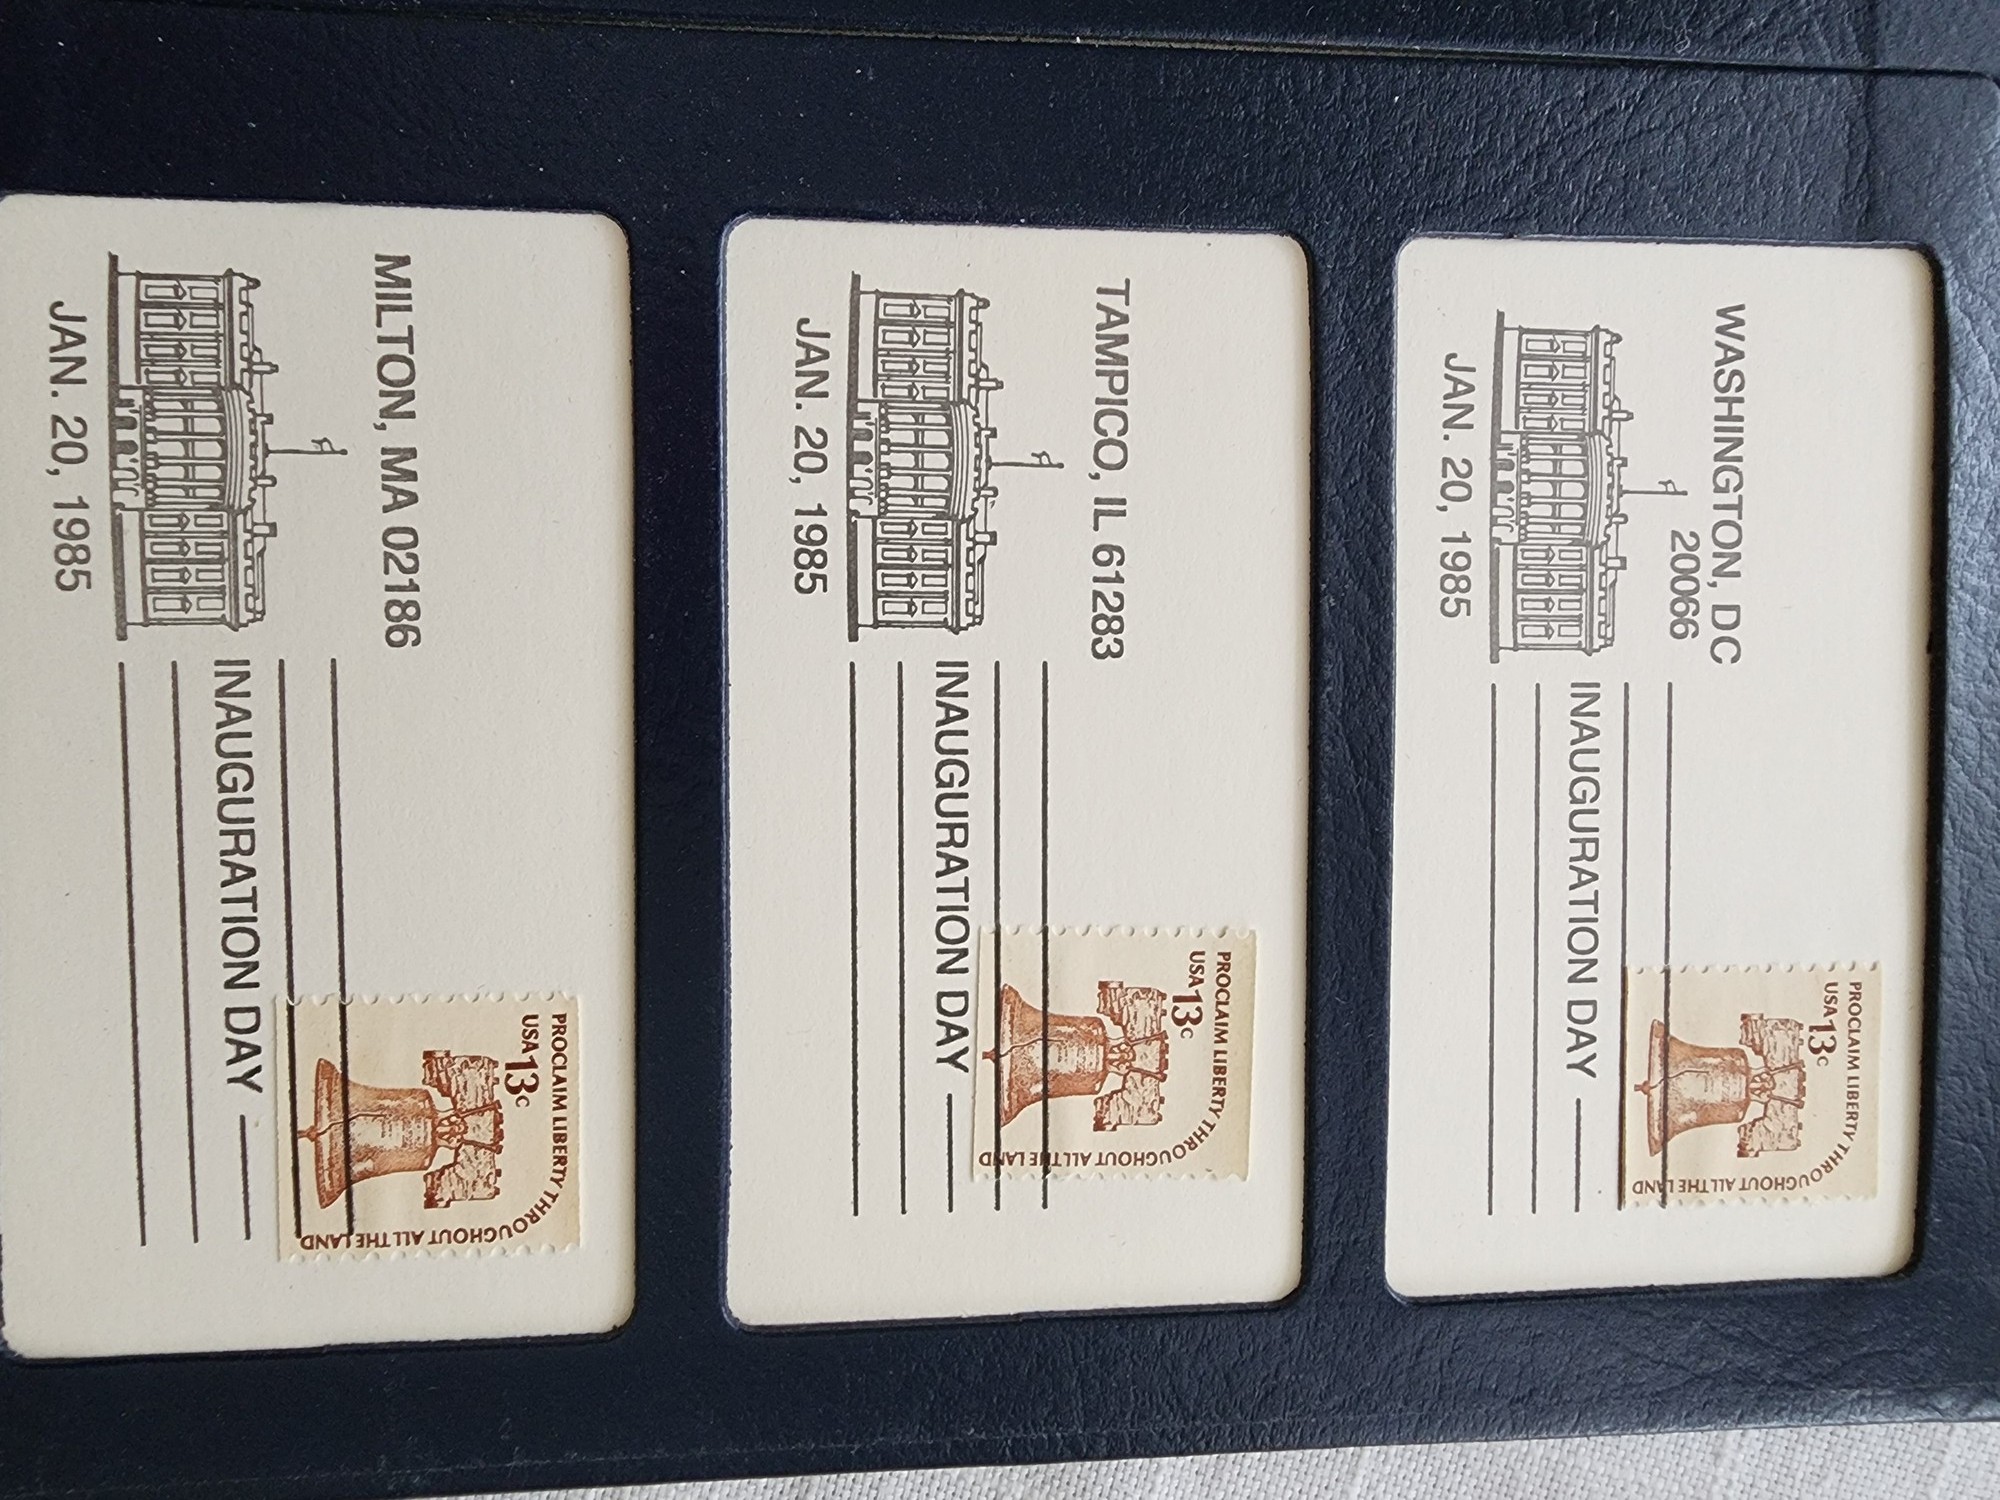 WASHINGTON, DC
20066
JAN. 20, 1985
INAUGURATION DAY
PROCLAIM LIBERTY THROUGHOUT ALL THE LAND
USA 13c
TAMPICO, IL 61283
JAN. 20, 1985
INAUGURATION DAY
PROCLAIM LIBERTY THROUGHOUT ALL THE LAND
USA 13c
MILTON, MA 02186
JAN. 20, 1985
INAUGURATION DAY
PROCLAIM LIBERTY THROUGHOUT ALL THE LAND
USA 13c